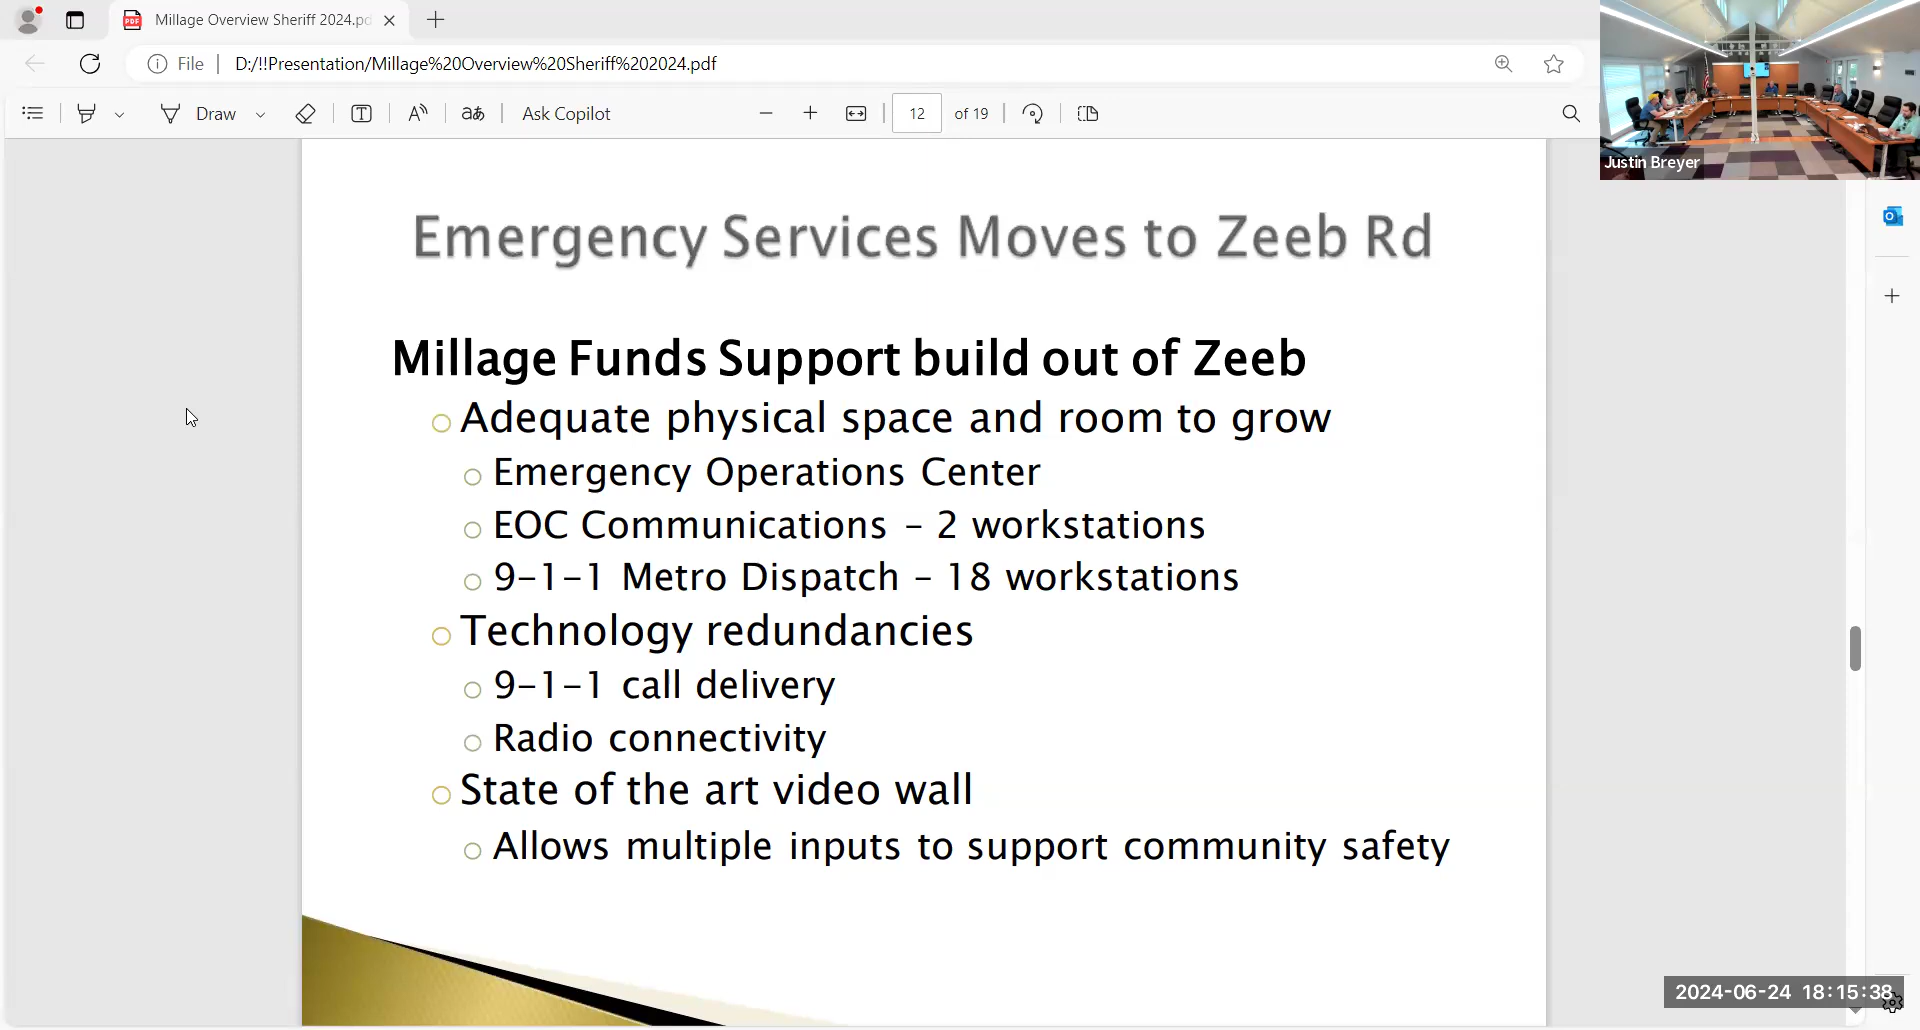 Millage Overview Sheriff 2024.pd
File
D:/!!Presentation/Millage%20Overview%20Sheriff%202024.pdf
Draw
aあ
Ask Copilot
12 of 19
Justin Breyer
Emergency Services Moves to Zeeb Rd
Millage Funds Support build out of Zeeb
Adequate physical space and room to grow
Emergency Operations Center
EOC Communications – 2 workstations
9-1-1 Metro Dispatch – 18 workstations
Technology redundancies
9-1-1 call delivery
Radio connectivity
State of the art video wall
Allows multiple inputs to support community safety
2024-06-24 18:15:38